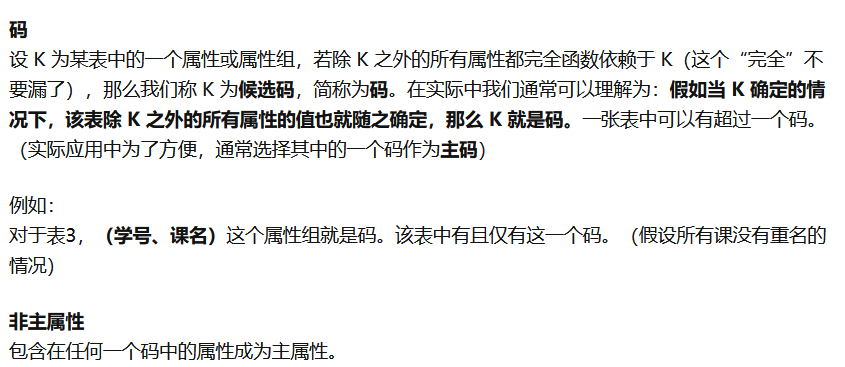 码
设 K 为某表中的一个属性或属性组，若除 K 之外的所有属性都完全函数依赖于 K（这个“完全”不
要漏了），那么我们称 K 为候选码，简称为码。在实际中我们通常可以理解为：假如当 K 确定的情
况下，该表除 K 之外的所有属性的值也就随之确定，那么 K 就是码。一张表中可以有超过一个码。
（实际应用中为了方便，通常选择其中的一个码作为主码）
例如：
对于表3，（学号、课名）这个属性组就是码。该表中有且仅有这一个码。（假设所有课没有重名的
情况）
非主属性
包含在任何一个码中的属性成为主属性。